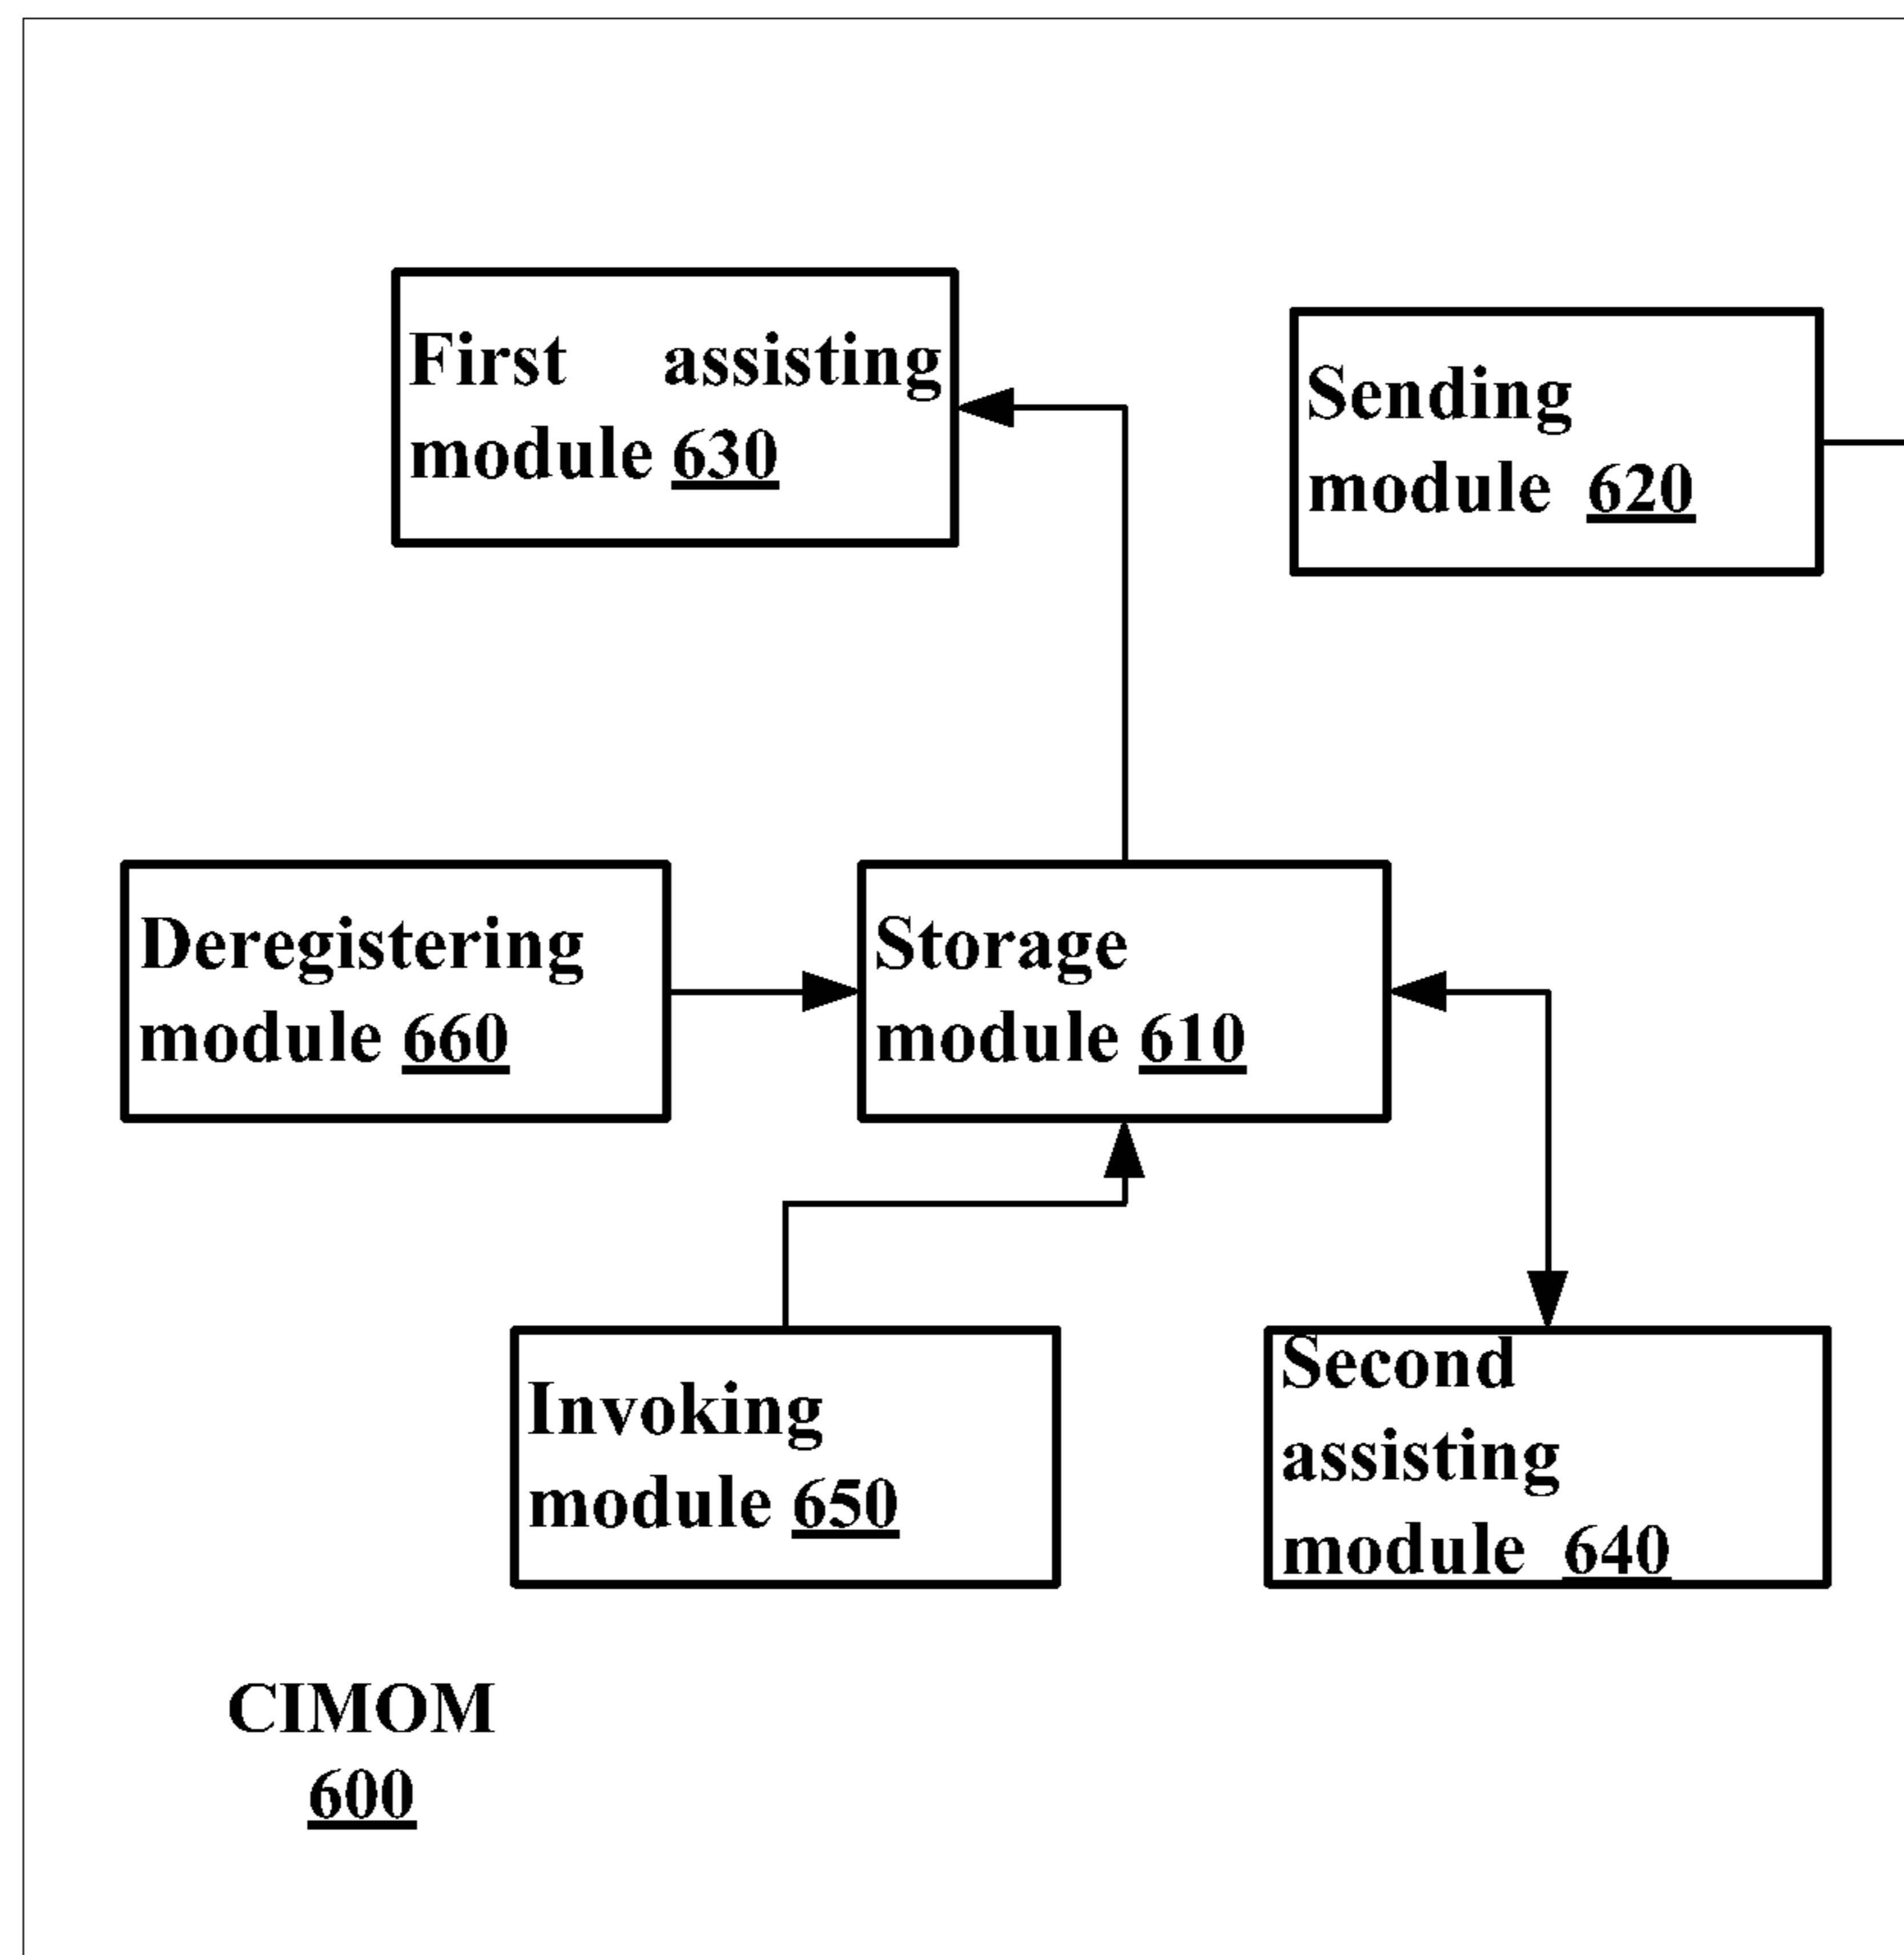 First assisting
module 630
Sending
module 620
Deregistering
module 660
Storage
module 610
Invoking
module 650
Second
assisting
module 640
CIMOM
600